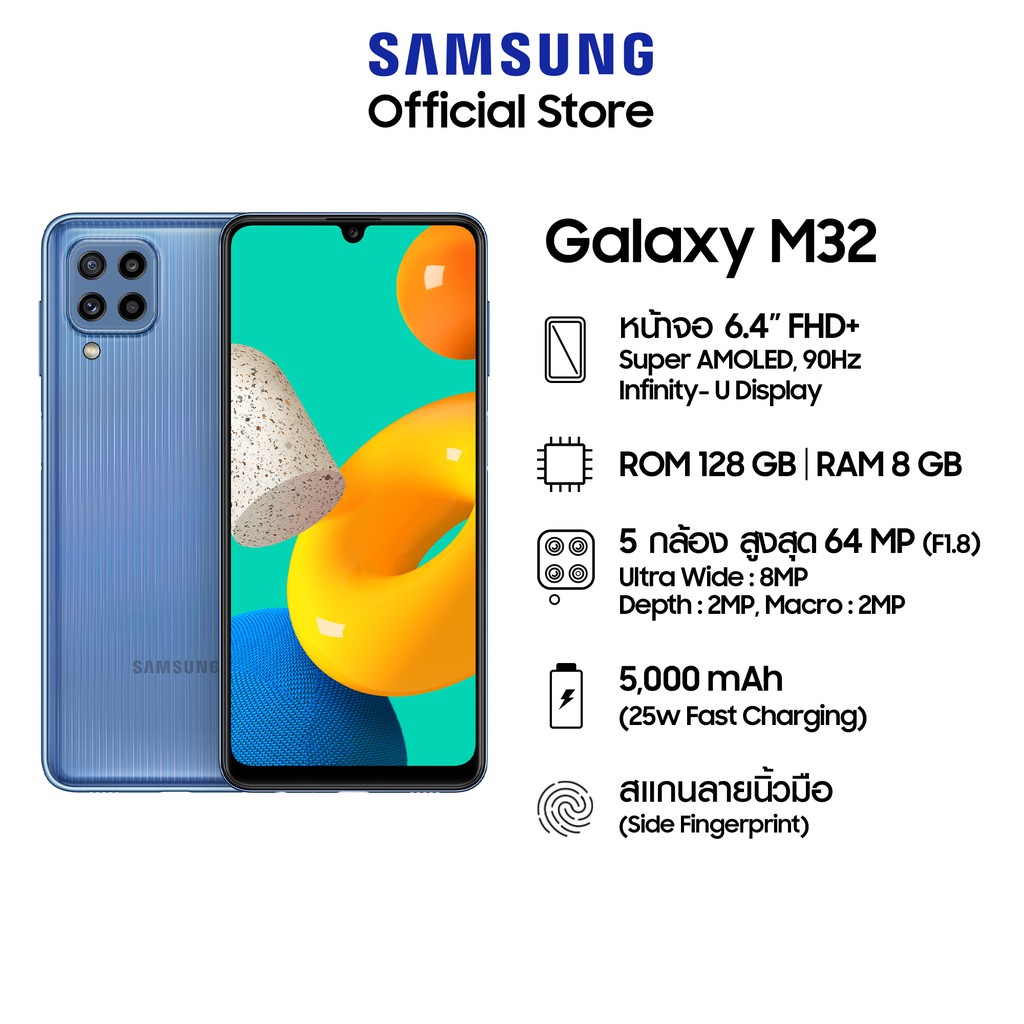 SAMSUNG
Official Store
Galaxy M32
หน้าจอ 6.4” FHD+
Super AMOLED, 90Hz
Infinity- U Display
ROM 128 GB | RAM 8 GB
5 กล้อง สูงสุด 64 MP (F1.8)
Ultra Wide : 8MP
Depth : 2MP, Macro : 2MP
5,000 mAh
(25w Fast Charging)
สแกนลายนิ้วมือ
(Side Fingerprint)
SAMSUNG